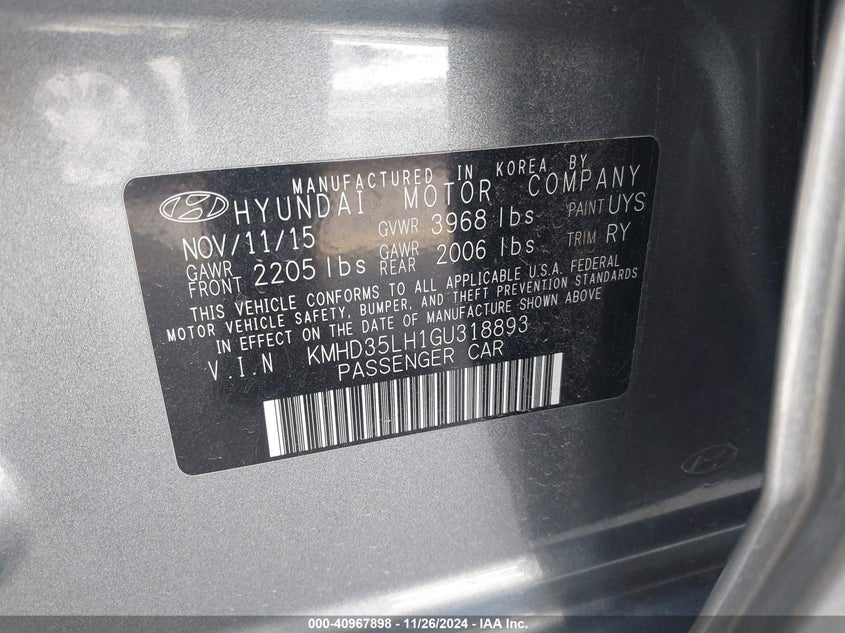 MANUFACTURED IN KOREA BY
HYUNDAI MOTOR COMPANY
NOV/11/15 GVWR 3968 lbs PAINT UYS
GAWR FRONT 2205 lbs GAWR REAR 2006 lbs TRIM RY
THIS VEHICLE CONFORMS TO ALL APPLICABLE U.S.A. FEDERAL
MOTOR VEHICLE SAFETY, BUMPER, AND THEFT PREVENTION STANDARDS
IN EFFECT ON THE DATE OF MANUFACTURE SHOWN ABOVE
V.I.N KMHD35LH1GU318893
PASSENGER CAR
000-40967898 - 11/26/2024 - IAA Inc.